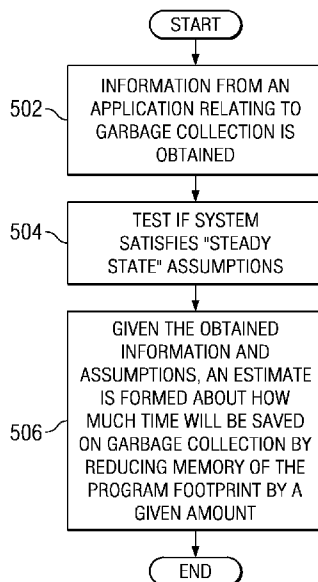 START
502
INFORMATION FROM AN
APPLICATION RELATING TO
GARBAGE COLLECTION IS
OBTAINED
504
TEST IF SYSTEM
SATISFIES "STEADY
STATE" ASSUMPTIONS
506
GIVEN THE OBTAINED
INFORMATION AND
ASSUMPTIONS, AN ESTIMATE
IS FORMED ABOUT HOW
MUCH TIME WILL BE SAVED
ON GARBAGE COLLECTION BY
REDUCING MEMORY OF THE
PROGRAM FOOTPRINT BY A
GIVEN AMOUNT
END